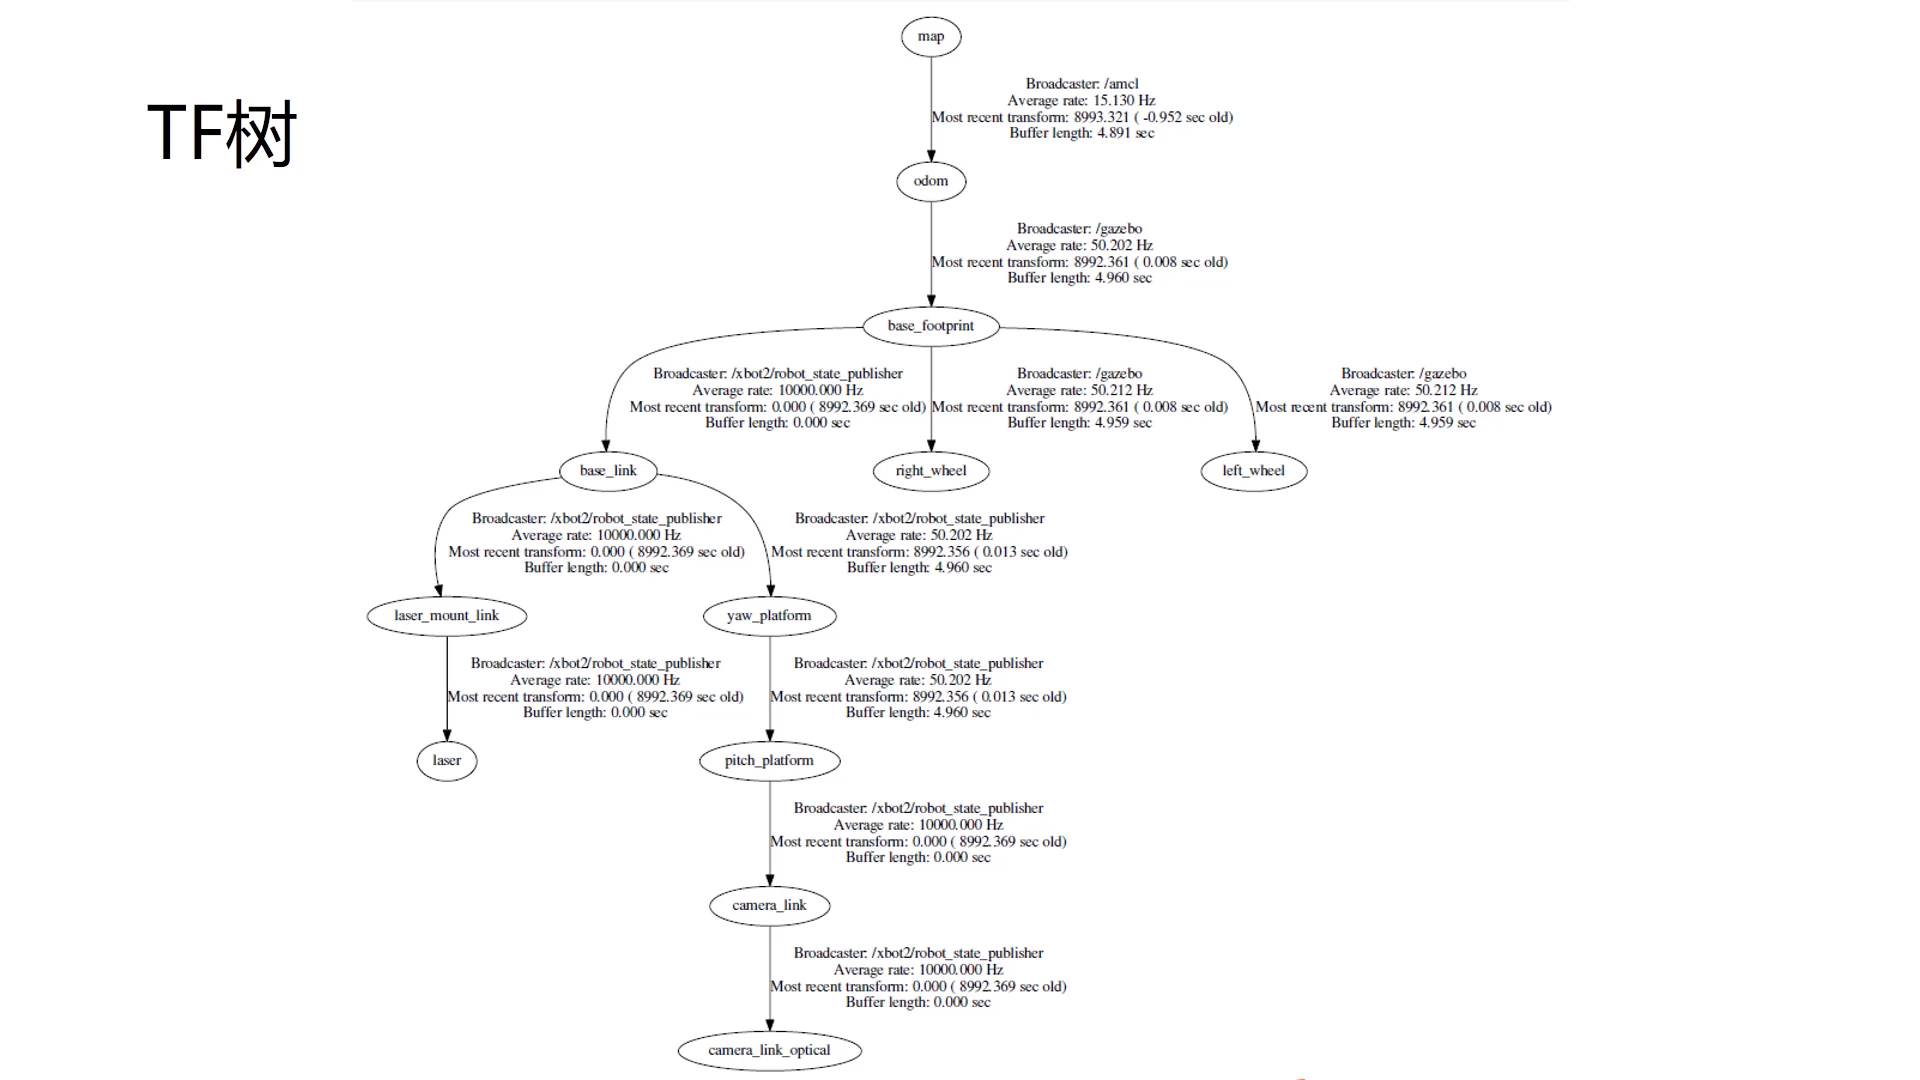 TF树
map
Broadcaster: /amcl
Average rate: 15.130 Hz
Most recent transform: 8993.321 ( -0.952 sec old)
Buffer length: 4.891 sec
odom
Broadcaster: /gazebo
Average rate: 50.202 Hz
Most recent transform: 8992.361 ( 0.008 sec old)
Buffer length: 4.960 sec
base_footprint
Broadcaster: /xbot2/robot_state_publisher
Average rate: 10000.000 Hz
Most recent transform: 0.000 ( 8992.369 sec old)
Buffer length: 0.000 sec
Broadcaster: /gazebo
Average rate: 50.212 Hz
Most recent transform: 8992.361 ( 0.008 sec old)
Buffer length: 4.959 sec
Broadcaster: /gazebo
Average rate: 50.212 Hz
Most recent transform: 8992.361 ( 0.008 sec old)
Buffer length: 4.959 sec
base_link
right_wheel
left_wheel
Broadcaster: /xbot2/robot_state_publisher
Average rate: 10000.000 Hz
Most recent transform: 0.000 ( 8992.369 sec old)
Buffer length: 0.000 sec
Broadcaster: /xbot2/robot_state_publisher
Average rate: 50.202 Hz
Most recent transform: 8992.356 ( 0.013 sec old)
Buffer length: 4.960 sec
laser_mount_link
yaw_platform
Broadcaster: /xbot2/robot_state_publisher
Average rate: 10000.000 Hz
Most recent transform: 0.000 ( 8992.369 sec old)
Buffer length: 0.000 sec
Broadcaster: /xbot2/robot_state_publisher
Average rate: 50.202 Hz
Most recent transform: 8992.356 ( 0.013 sec old)
Buffer length: 4.960 sec
laser
pitch_platform
Broadcaster: /xbot2/robot_state_publisher
Average rate: 10000.000 Hz
Most recent transform: 0.000 ( 8992.369 sec old)
Buffer length: 0.000 sec
camera_link
Broadcaster: /xbot2/robot_state_publisher
Average rate: 10000.000 Hz
Most recent transform: 0.000 ( 8992.369 sec old)
Buffer length: 0.000 sec
camera_link_optical